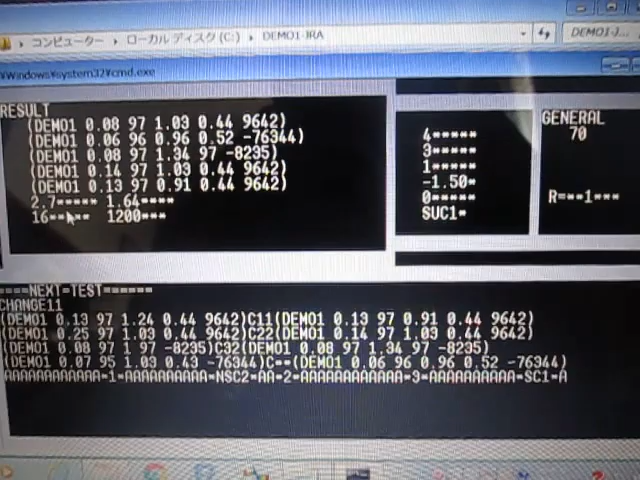 コンピューター ▸ ローカル ディスク (C:) ▸ DEMO1-JRA
DEMO1-J...
¥Windows¥system32¥cmd.exe
RESULT
(DEMO1 0.08 97 1.03 0.44 9642)
(DEMO1 0.06 96 0.96 0.52 -76344)
(DEMO1 0.08 97 1.34 97 -8235)
(DEMO1 0.14 97 1.03 0.44 9642)
(DEMO1 0.13 97 0.91 0.44 9642)
2.7***** 1.64****
16***** 1200***
4*****
3*****
1*****
-1.50*
0*****
SUC1*
GENERAL
70
R=**1***
====NEXT=TEST======
CHANGE11
(DEMO1 0.13 97 1.24 0.44 9642)C11(DEMO1 0.13 97 0.91 0.44 9642)
(DEMO1 0.25 97 1.03 0.44 9642)C22(DEMO1 0.14 97 1.03 0.44 9642)
(DEMO1 0.08 97 1 97 -8235)C32(DEMO1 0.08 97 1.34 97 -8235)
(DEMO1 0.07 95 1.03 0.43 -76344)C==(DEMO1 0.06 96 0.96 0.52 -76344)
AAAAAAAAAAAA=1=AAAAAAAAAA=NSC2=AA=2=AAAAAAAAAAAA=3=AAAAAAAAAA=SC1=A